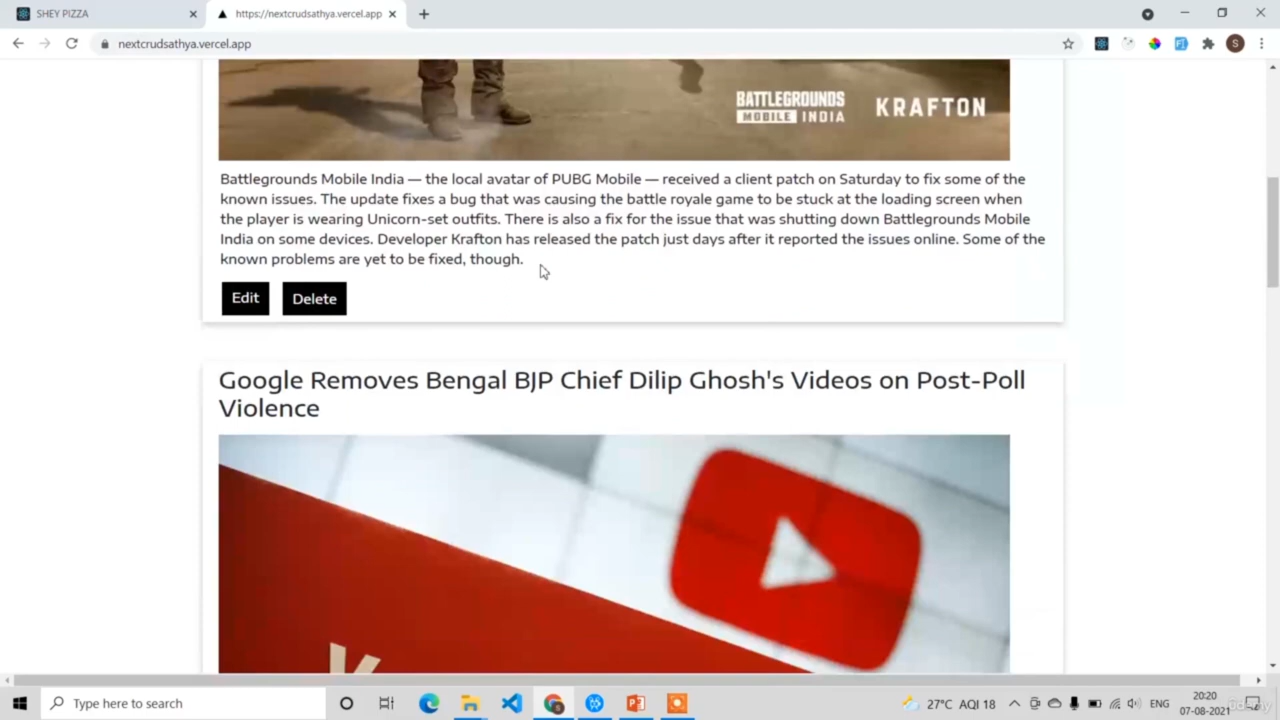 SHEY PIZZA
https://nextcrudsathya.vercel.app
nextcrudsathya.vercel.app
S
BATTLEGROUNDS
MOBILE INDIA
KRAFTON
Battlegrounds Mobile India — the local avatar of PUBG Mobile — received a client patch on Saturday to fix some of the
known issues. The update fixes a bug that was causing the battle royale game to be stuck at the loading screen when
the player is wearing Unicorn-set outfits. There is also a fix for the issue that was shutting down Battlegrounds Mobile
India on some devices. Developer Krafton has released the patch just days after it reported the issues online. Some of the
known problems are yet to be fixed, though.
Edit Delete
Google Removes Bengal BJP Chief Dilip Ghosh's Videos on Post-Poll
Violence
Type here to search
27°C AQI 18
ENG
20:20
07-08-2021